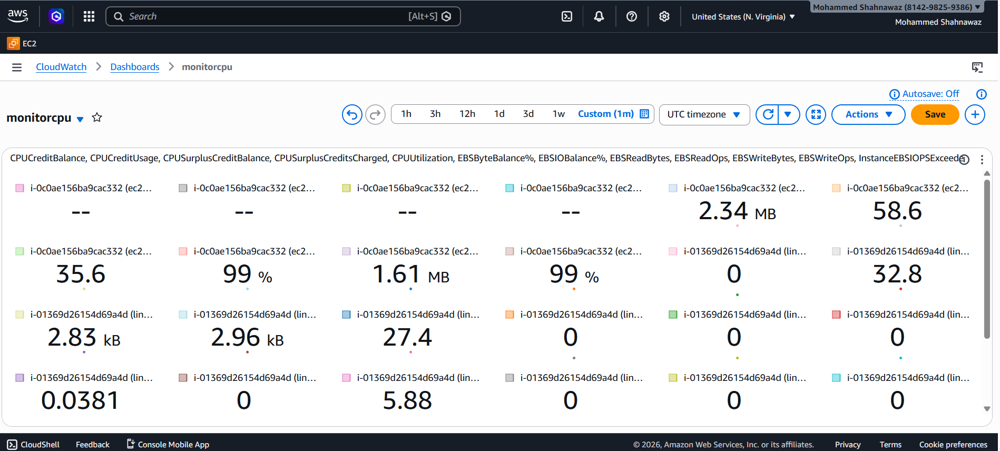 aws
Search [Alt+S]
United States (N. Virginia)
Mohammed Shahnawaz (8142-9825-9386)
Mohammed Shahnawaz
EC2
CloudWatch > Dashboards > monitorcpu
Autosave: Off
monitorcpu
1h 3h 12h 1d 3d 1w Custom (1m)
UTC timezone
Actions
Save
CPUCreditBalance, CPUCreditUsage, CPUSurplusCreditBalance, CPUSurplusCreditsCharged, CPUUtilization, EBSByteBalance%, EBSIOBalance%, EBSReadBytes, EBSReadOps, EBSWriteBytes, EBSWriteOps, InstanceEBSIOPSExceede
i-0c0ae156ba9cac332 (ec2... i-0c0ae156ba9cac332 (ec2... i-0c0ae156ba9cac332 (ec2... i-0c0ae156ba9cac332 (ec2... i-0c0ae156ba9cac332 (ec2... i-0c0ae156ba9cac332 (ec2...
-- -- -- -- 2.34 MB 58.6
i-0c0ae156ba9cac332 (ec2... i-0c0ae156ba9cac332 (ec2... i-0c0ae156ba9cac332 (ec2... i-0c0ae156ba9cac332 (ec2... i-01369d26154d69a4d (lin... i-01369d26154d69a4d (lin...
35.6 99 % 1.61 MB 99 % 0 32.8
i-01369d26154d69a4d (lin... i-01369d26154d69a4d (lin... i-01369d26154d69a4d (lin... i-01369d26154d69a4d (lin... i-01369d26154d69a4d (lin... i-01369d26154d69a4d (lin...
2.83 kB 2.96 kB 27.4 0 0 0
i-01369d26154d69a4d (lin... i-01369d26154d69a4d (lin... i-01369d26154d69a4d (lin... i-01369d26154d69a4d (lin... i-01369d26154d69a4d (lin... i-01369d26154d69a4d (lin...
0.0381 0 5.88 0 0 0
CloudShell Feedback Console Mobile App © 2026, Amazon Web Services, Inc. or its affiliates. Privacy Terms Cookie preferences